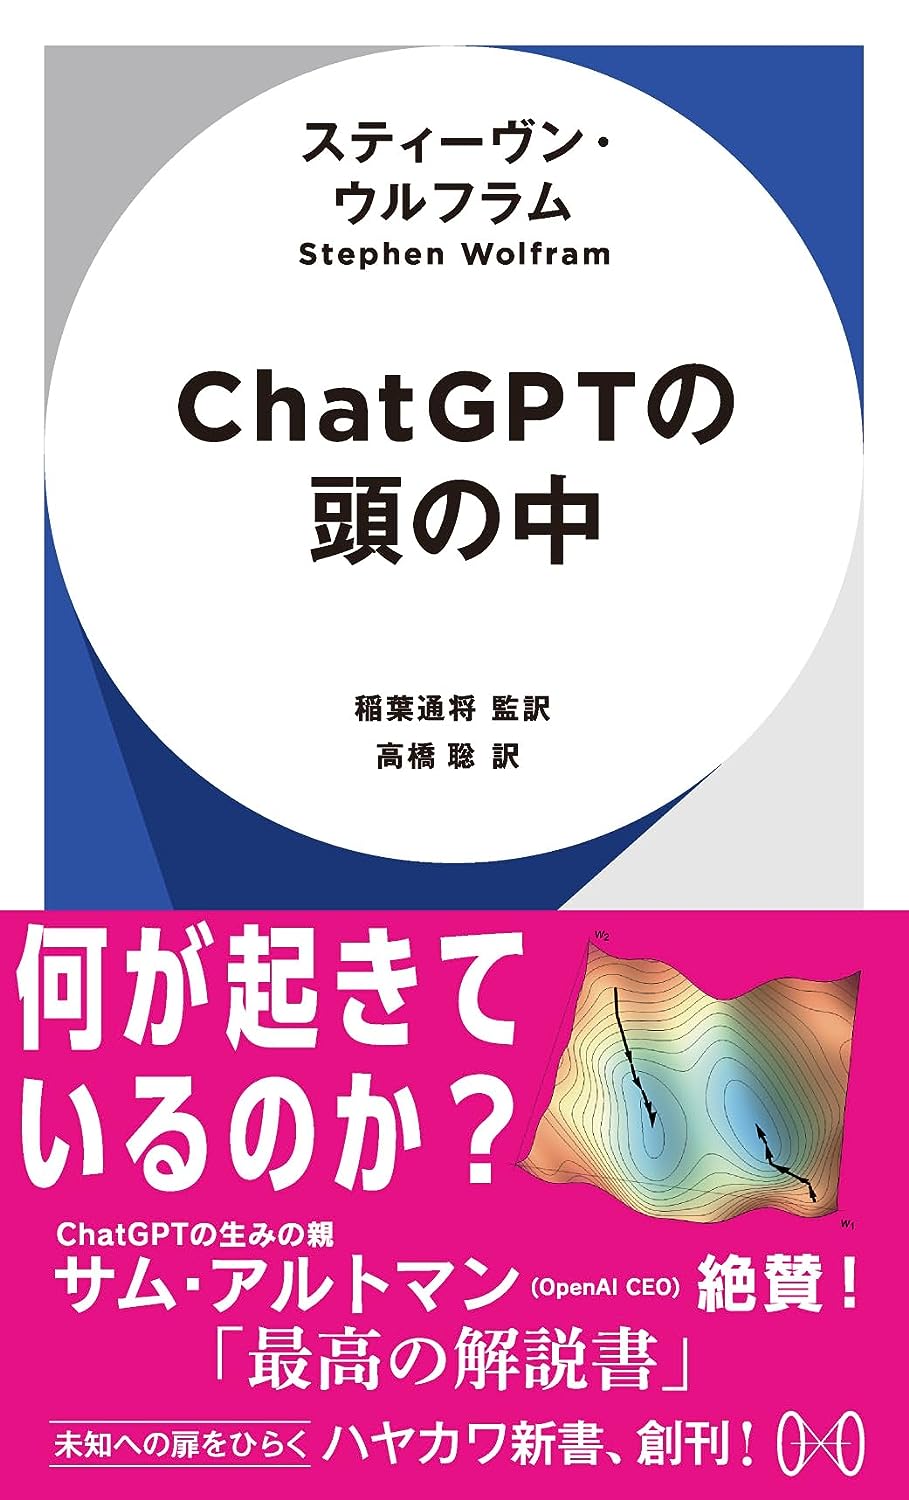 スティーヴン・
ウルフラム
Stephen Wolfram
ChatGPTの
頭の中
稲葉通将 監訳
高橋 聡 訳
何が起きて
いるのか？
w₂
w₁
ChatGPTの生みの親
サム・アルトマン(OpenAI CEO)絶賛！
「最高の解説書」
未知への扉をひらく ハヤカワ新書、創刊！